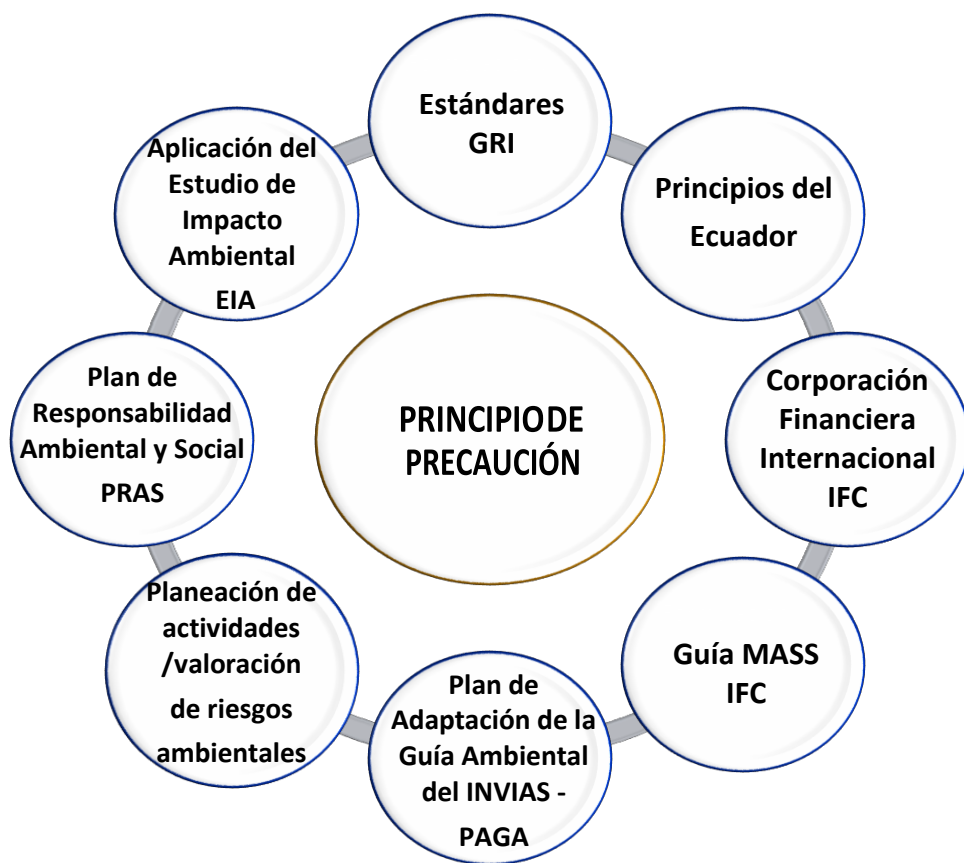 Estándares
GRI
Principios del
Ecuador
Corporación
Financiera
Internacional
IFC
Guía MASS
IFC
Plan de
Adaptación de la
Guía Ambiental
del INVIAS -
PAGA
Planeación de
actividades
/valoración
de riesgos
ambientales
Plan de
Responsabilidad
Ambiental y Social
PRAS
Aplicación del
Estudio de
Impacto
Ambiental
EIA
PRINCIPIO DE
PRECAUCIÓN